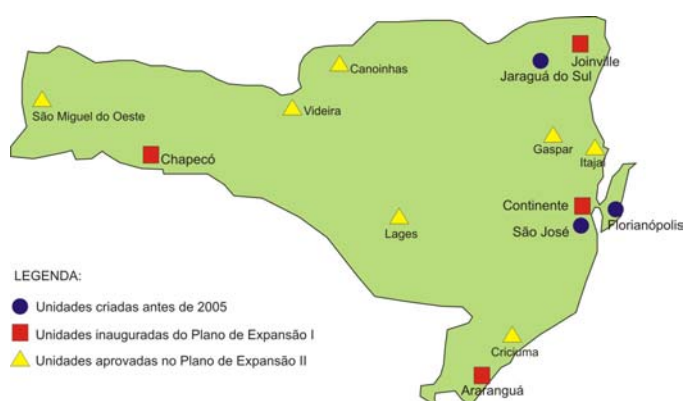 Joinville
Canoinhas
Jaraguá do Sul
São Miguel do Oeste
Videira
Gaspar
Itajaí
Chapecó
Continente
Florianópolis
São José
Lages
LEGENDA:
Unidades criadas antes de 2005
Unidades inauguradas do Plano de Expansão I
Unidades aprovadas no Plano de Expansão II
Criciuma
Araranguá